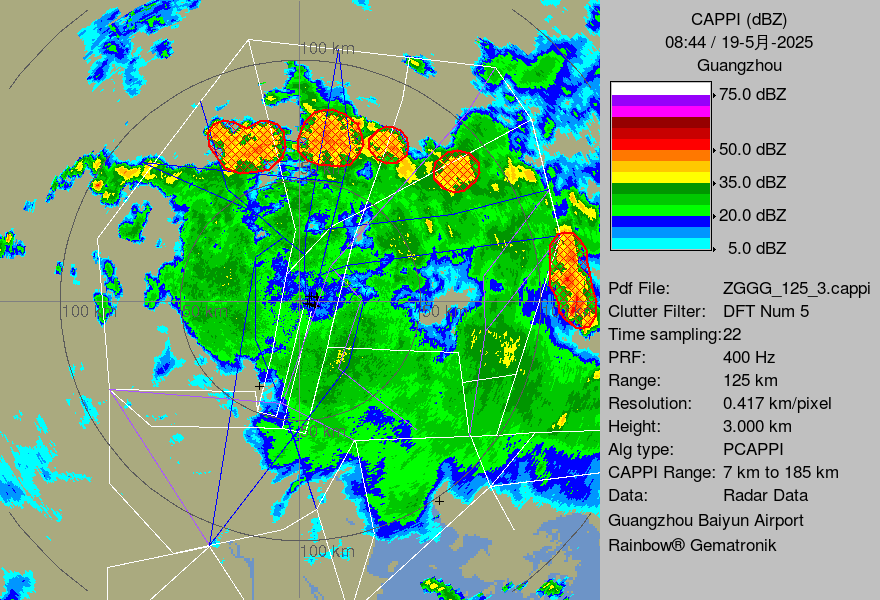 CAPPI (dBZ)
08:44 / 19-5月-2025
Guangzhou
75.0 dBZ
50.0 dBZ
35.0 dBZ
20.0 dBZ
5.0 dBZ
Pdf File: ZGGG_125_3.cappi
Clutter Filter: DFT Num 5
Time sampling:22
PRF: 400 Hz
Range: 125 km
Resolution: 0.417 km/pixel
Height: 3.000 km
Alg type: PCAPPI
CAPPI Range: 7 km to 185 km
Data: Radar Data
Guangzhou Baiyun Airport
Rainbow® Gematronik
100 km
100 km
50 km
100 km
50 km
100 km